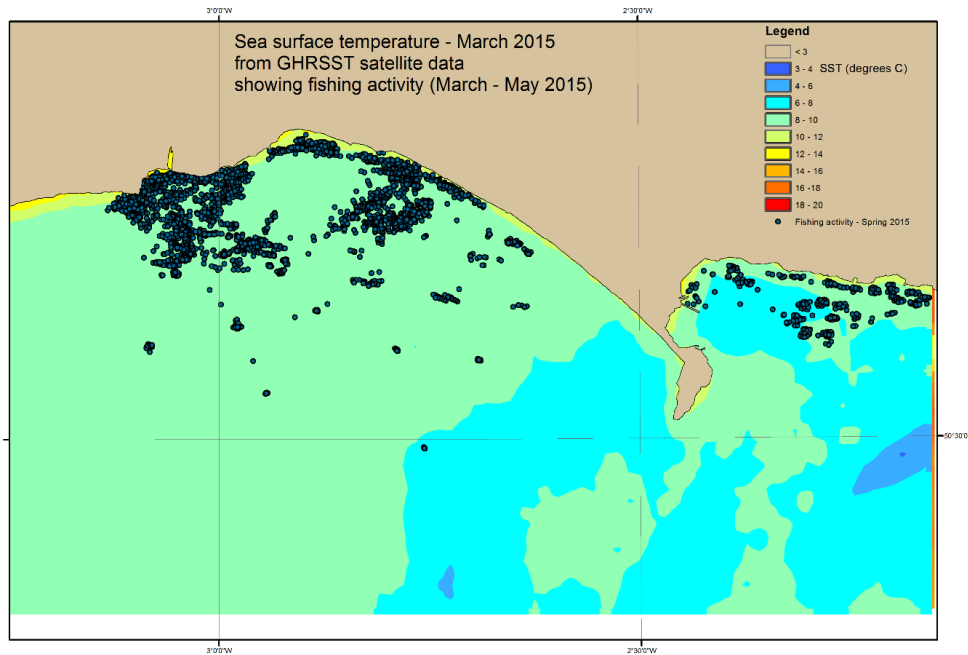 3°0'0"W
2°30'0"W
Sea surface temperature - March 2015
from GHRSST satellite data
showing fishing activity (March - May 2015)
Legend
< 3
3 - 4 SST (degrees C)
4 - 6
6 - 8
8 - 10
10 - 12
12 - 14
14 - 16
16 - 18
18 - 20
Fishing activity - Spring 2015
50°30'0
3°0'0"W
2°30'0"W